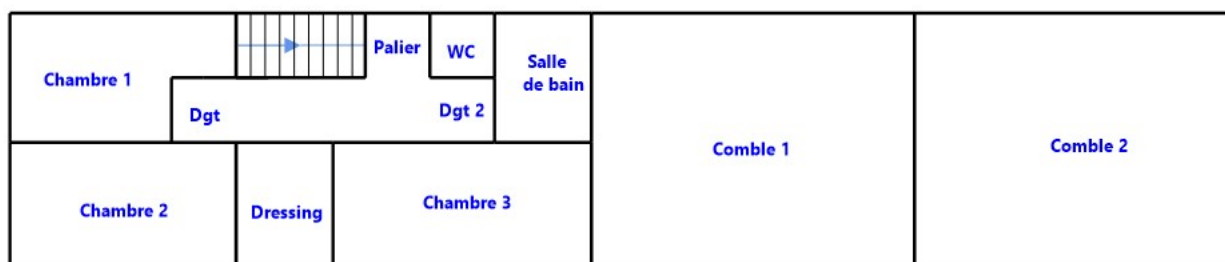 Chambre 1
Palier
WC
Salle
de bain
Dgt
Dgt 2
Comble 1
Comble 2
Chambre 2
Dressing
Chambre 3